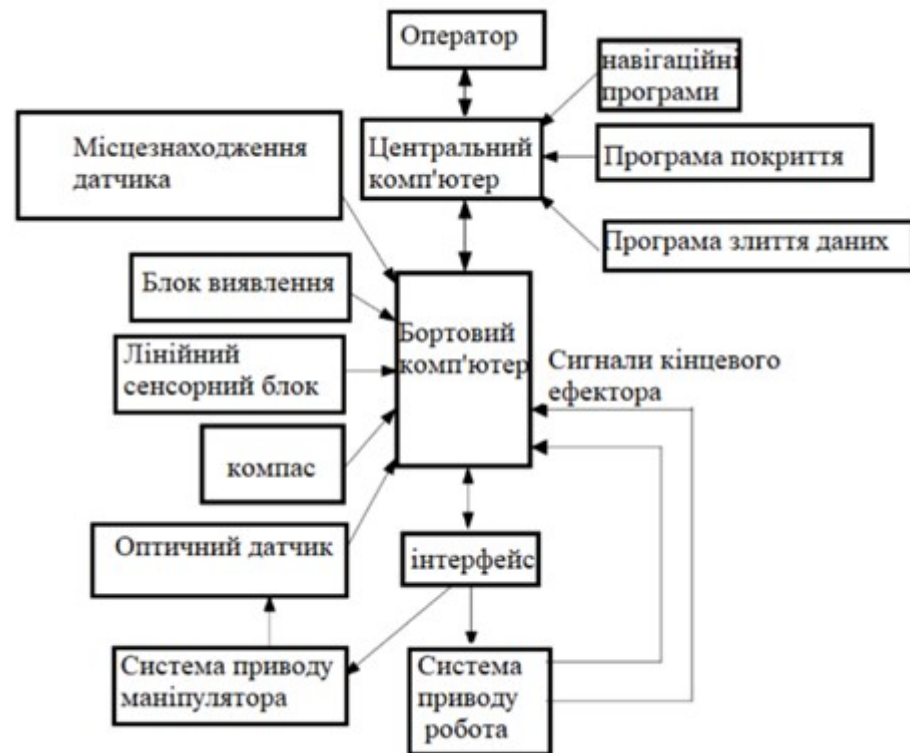 Оператор
навігаційні
програми
Місцезнаходження
датчика
Центральний
комп'ютер
Програма покриття
Програма злиття даних
Блок виявлення
Бортовий
комп'ютер
Лінійний
сенсорний блок
Сигнали кінцевого
ефектора
компас
Оптичний датчик
інтерфейс
Система приводу
маніпулятора
Система
приводу
робота